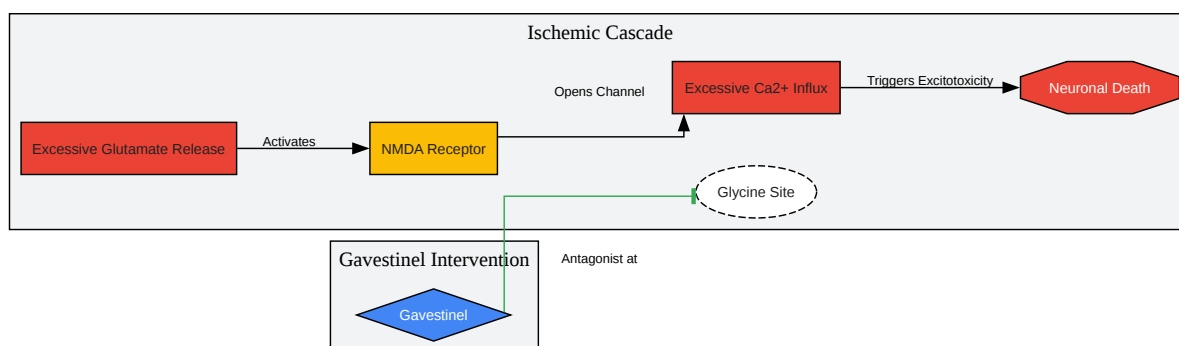 Ischemic Cascade
Excessive Glutamate Release
Activates
NMDA Receptor
Opens Channel
Excessive Ca2+ Influx
Triggers Excitotoxicity
Neuronal Death
Glycine Site
Gavestinel Intervention
Antagonist at
Gavestinel